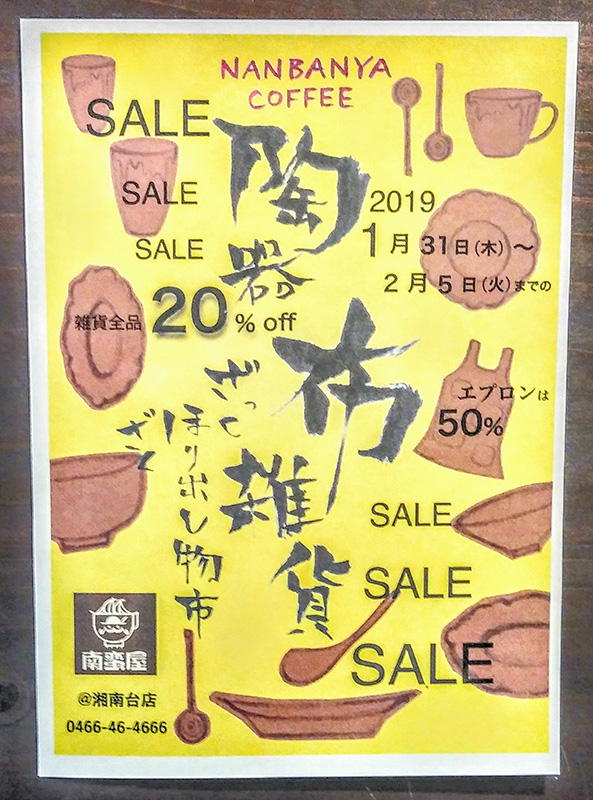 NANBANYA
COFFEE
SALE
SALE
SALE
陶器
2019
1月31日(木)～
2月5日(火)までの
雑貨全品 20% off
布雑貨
エプロンは
50%
ざっく
ざく
ほり出し物市
SALE
SALE
SALE
南蛮屋
@湘南台店
0466-46-4666